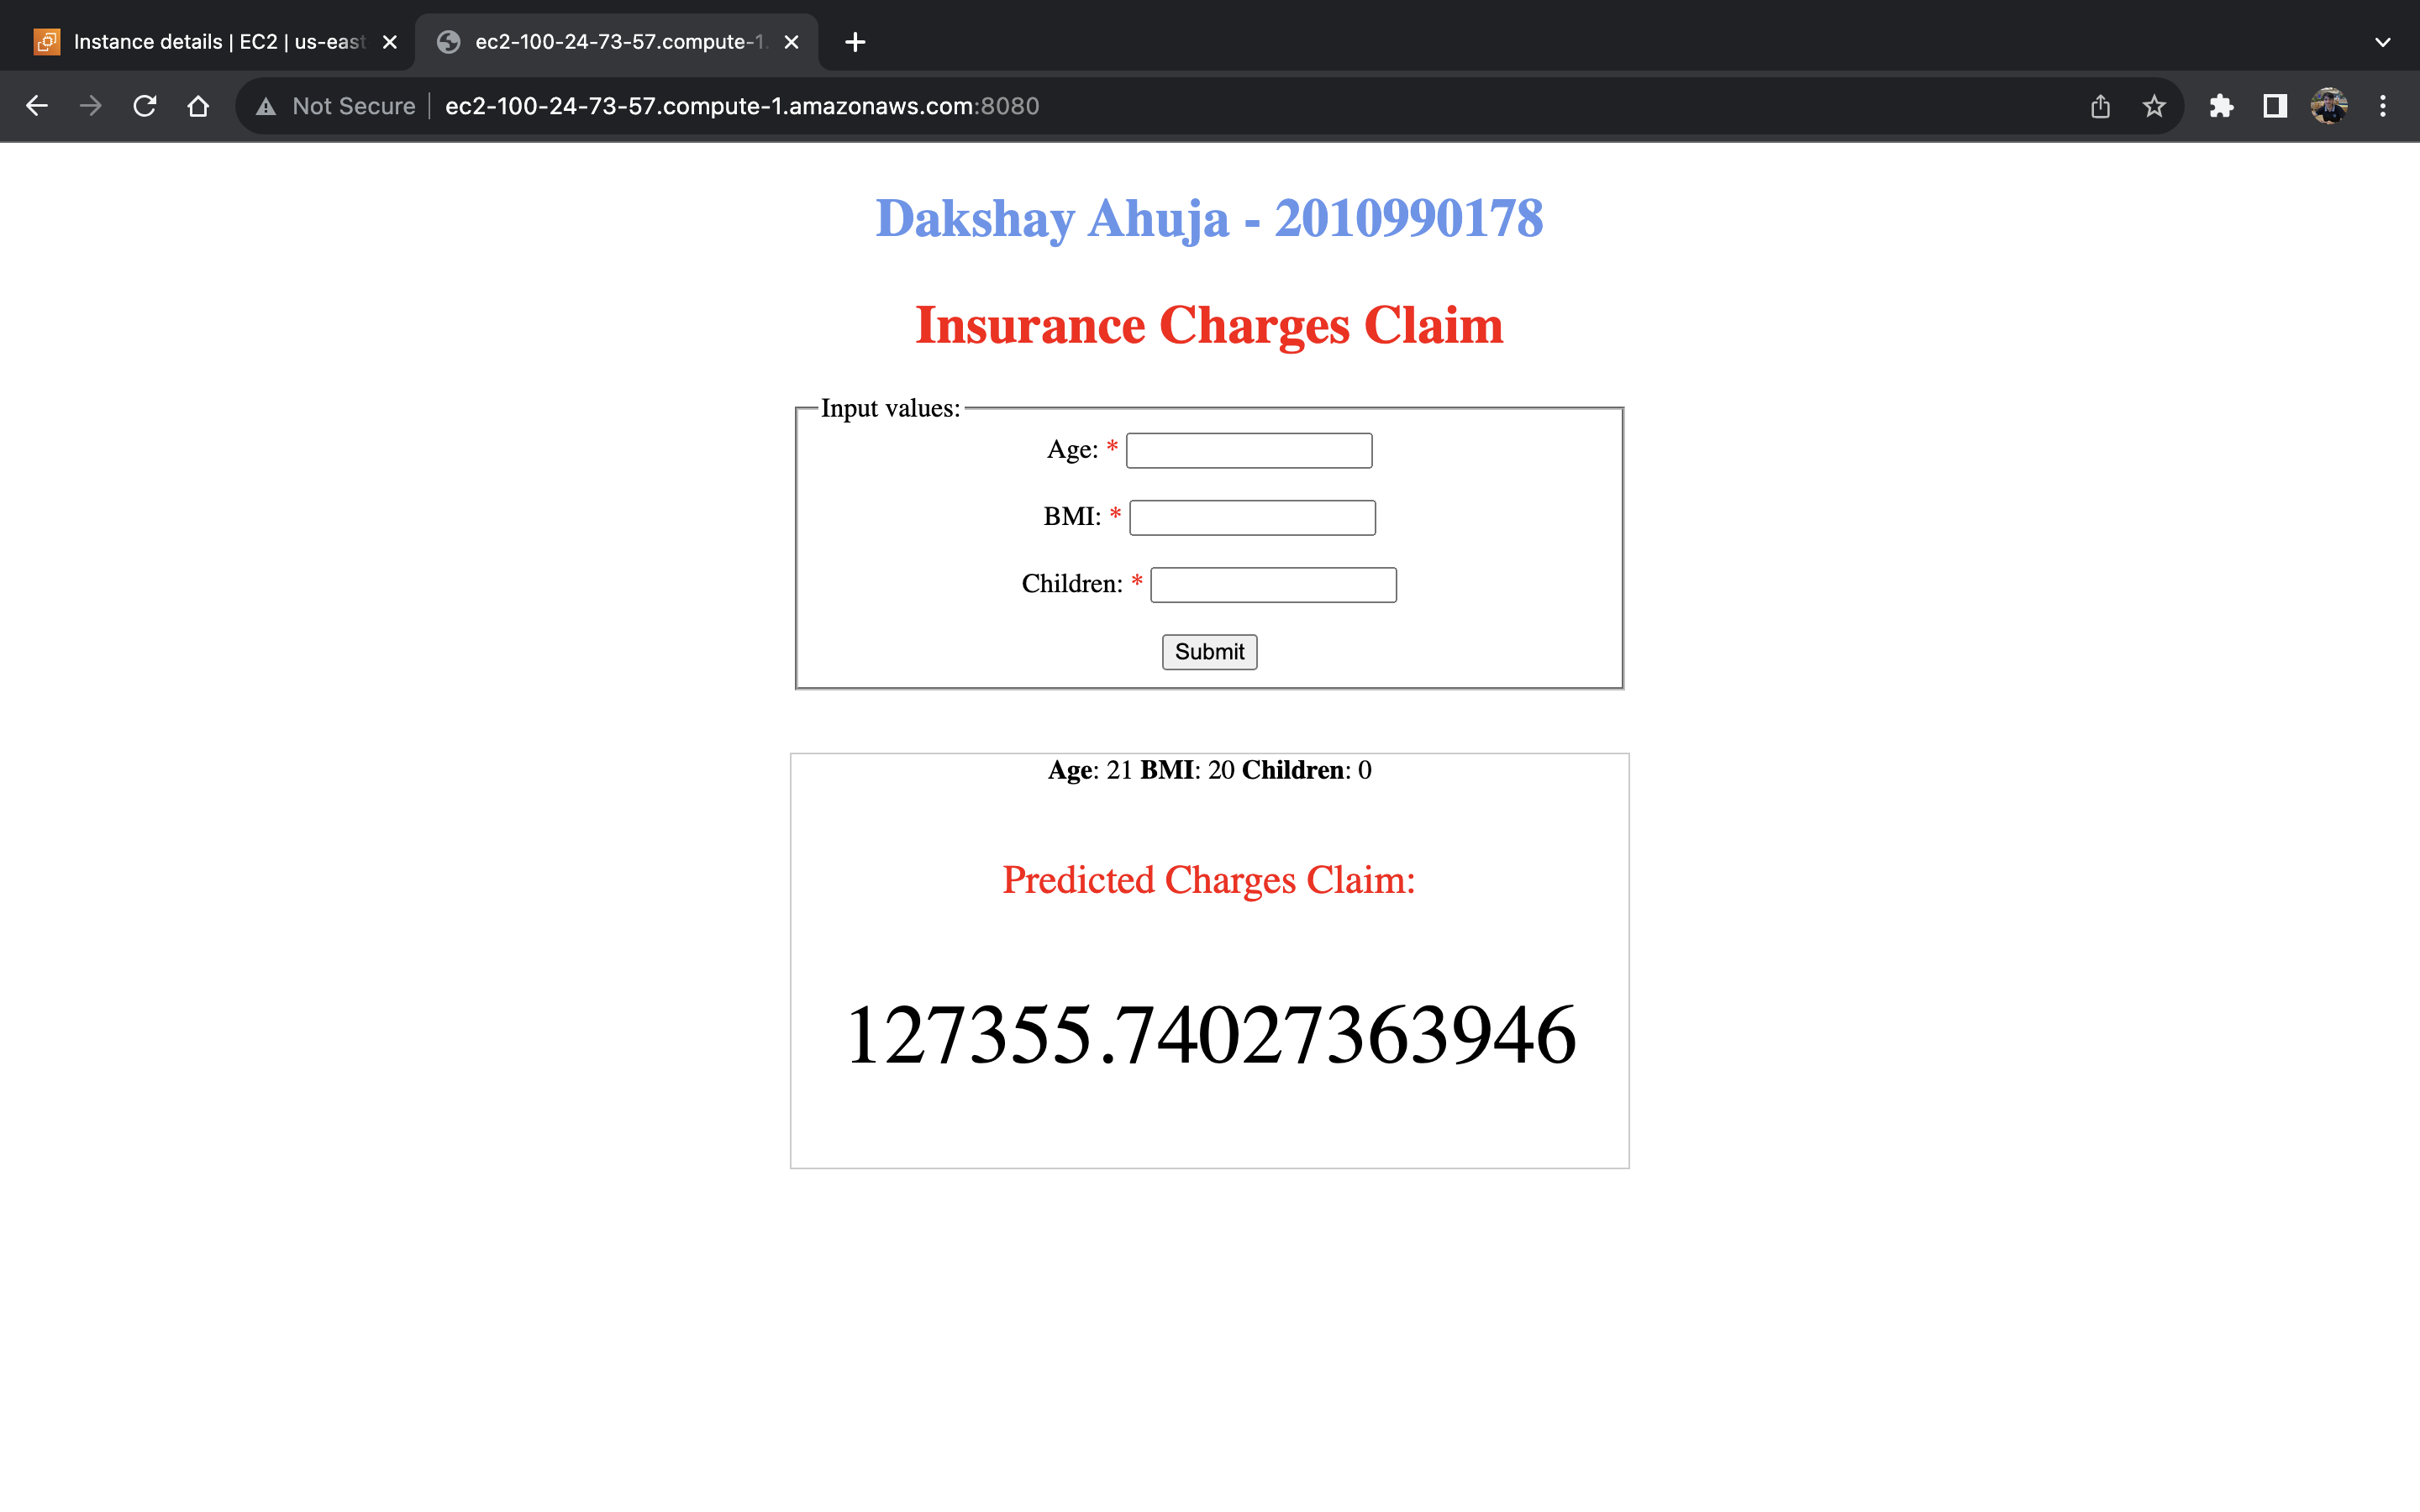 Instance details | EC2 | us-east
ec2-100-24-73-57.compute-1.
Not Secure
ec2-100-24-73-57.compute-1.amazonaws.com:8080
Dakshay Ahuja - 2010990178
Insurance Charges Claim
Input values:
Age: *
BMI: *
Children: *
Submit
Age: 21 BMI: 20 Children: 0
Predicted Charges Claim:
127355.74027363946